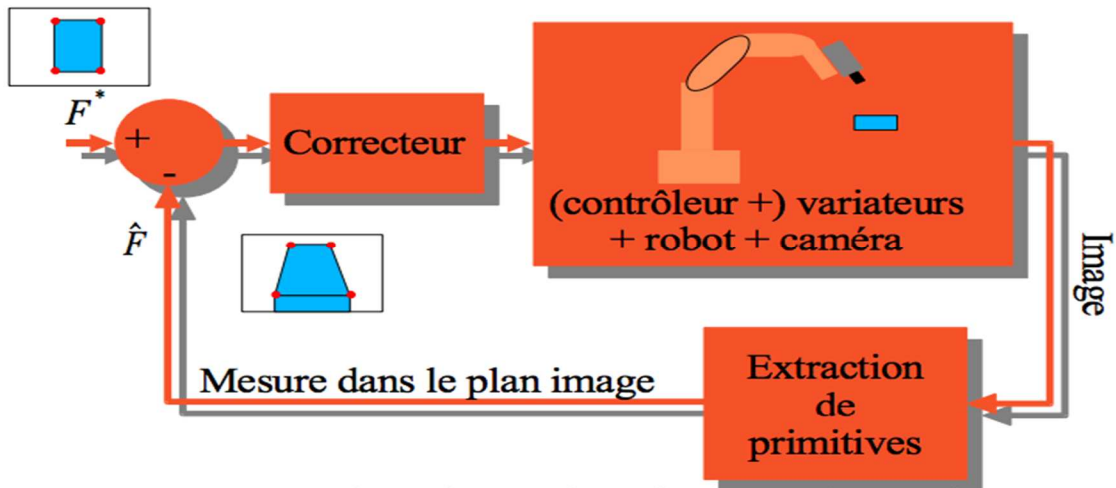 F*
+
-
Correcteur
(contrôleur +) variateurs
+ robot + caméra
F̂
Image
Mesure dans le plan image
Extraction
de
primitives